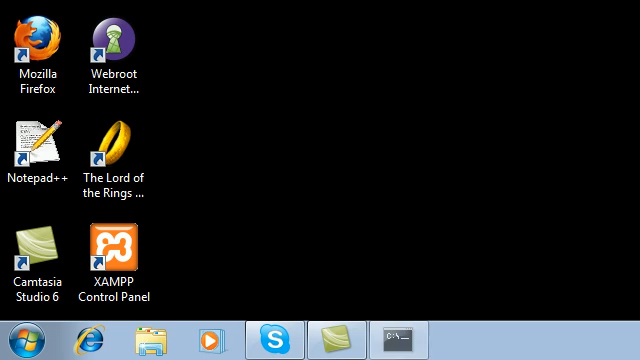 Mozilla
Firefox
Webroot
Internet...
Notepad++
The Lord of
the Rings ...
Camtasia
Studio 6
XAMPP
Control Panel
C:\_